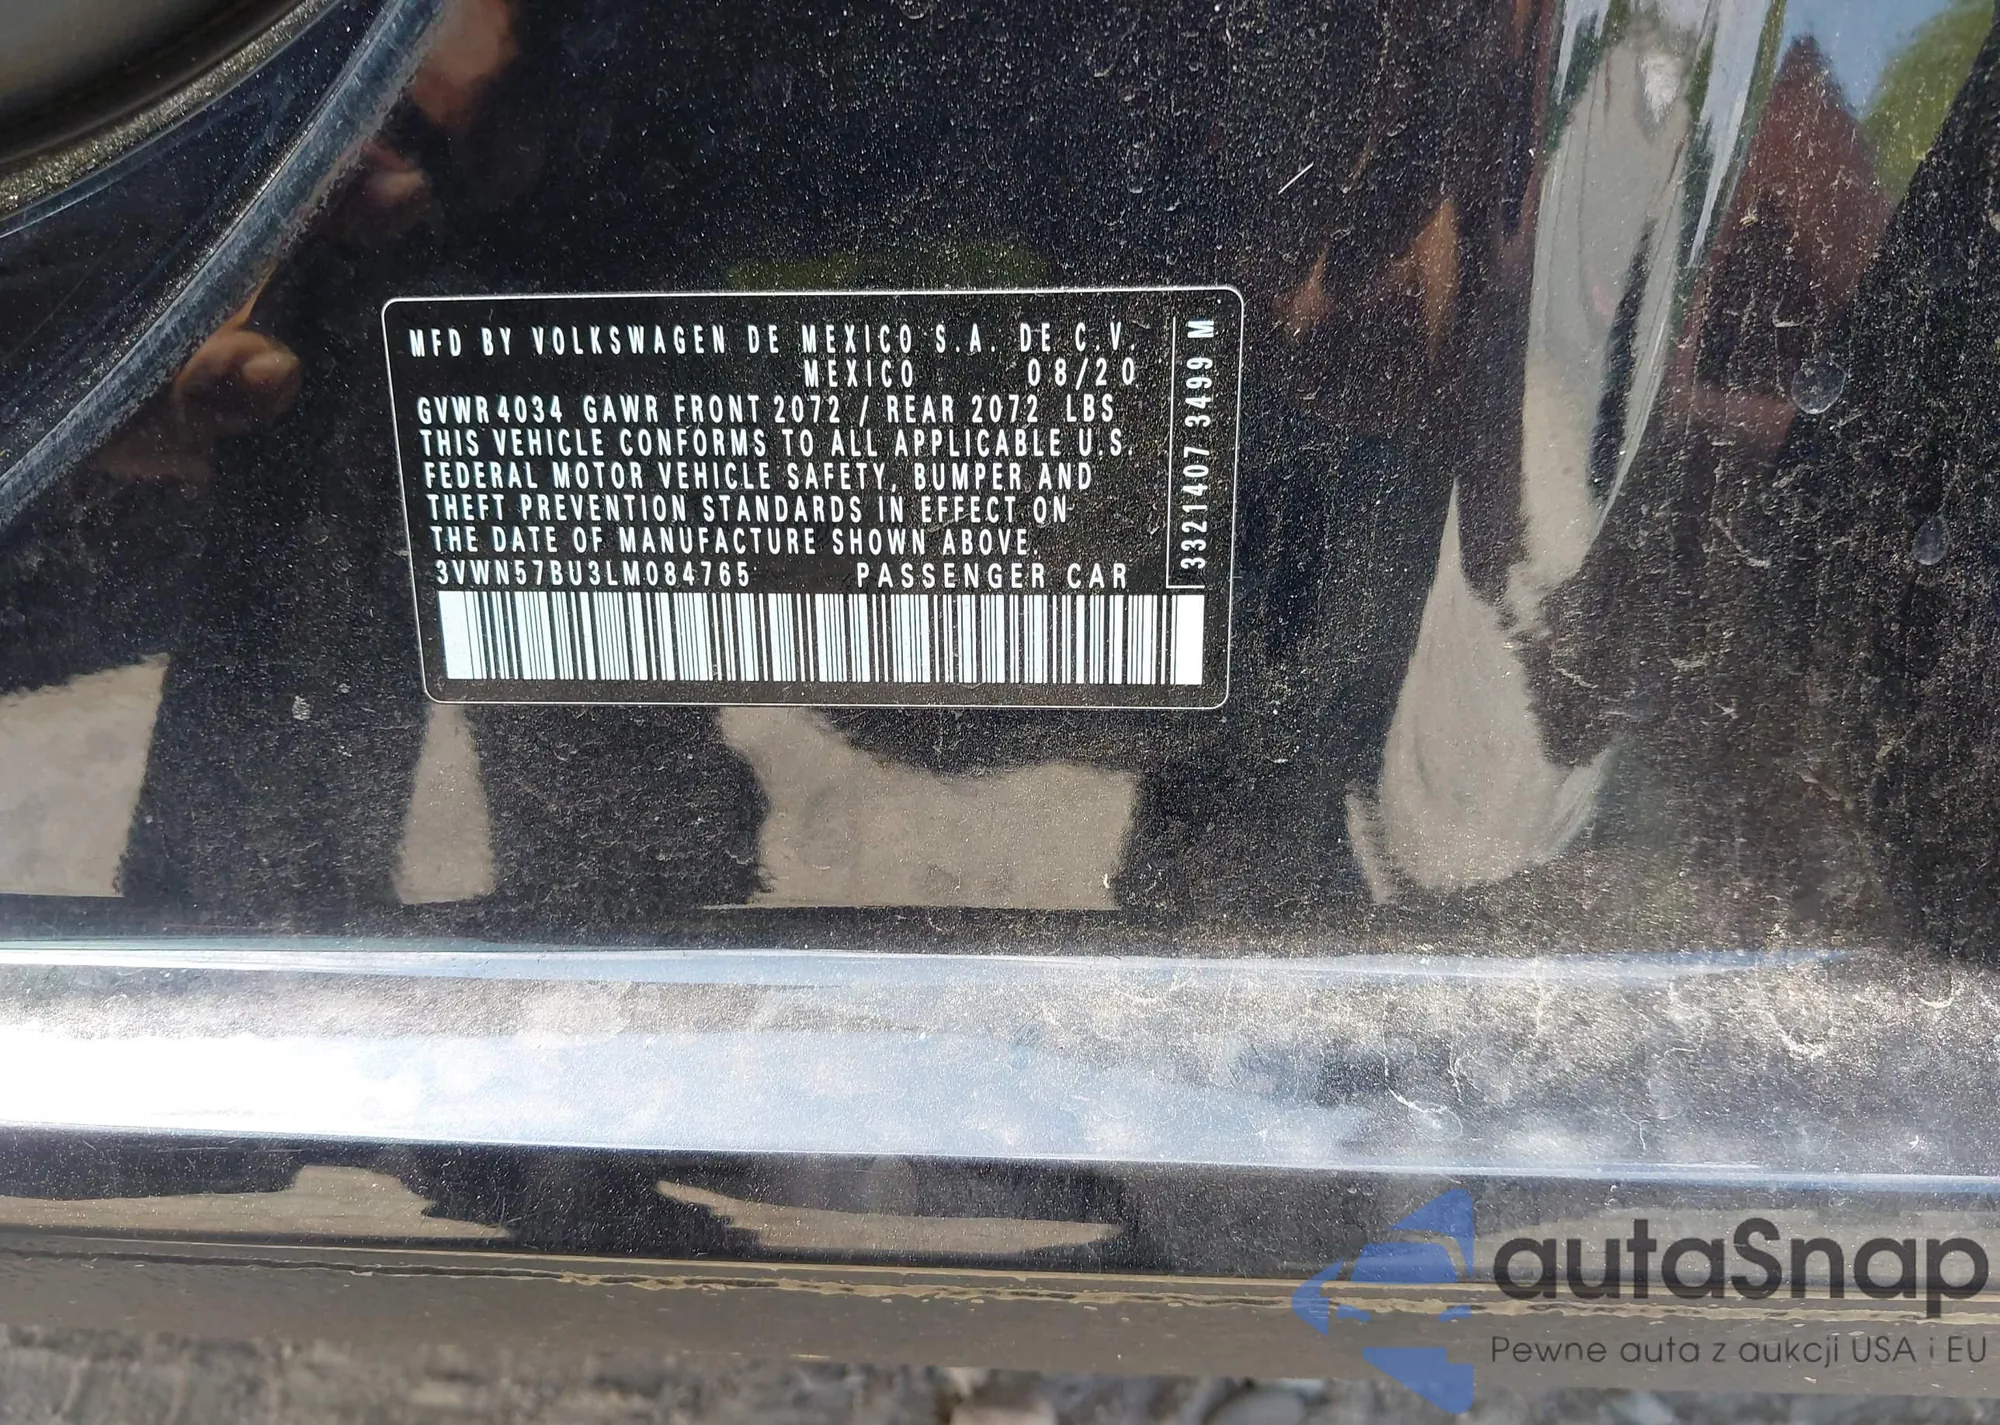 MFD BY VOLKSWAGEN DE MEXICO S.A. DE C.V.
MEXICO 08/20
GVWR 4034 GAWR FRONT 2072 / REAR 2072 LBS
THIS VEHICLE CONFORMS TO ALL APPLICABLE U.S.
FEDERAL MOTOR VEHICLE SAFETY, BUMPER AND
THEFT PREVENTION STANDARDS IN EFFECT ON
THE DATE OF MANUFACTURE SHOWN ABOVE.
3VWN57BU3LM084765 PASSENGER CAR
3321407 3499 M
autaSnap
Pewne auta z aukcji USA i EU